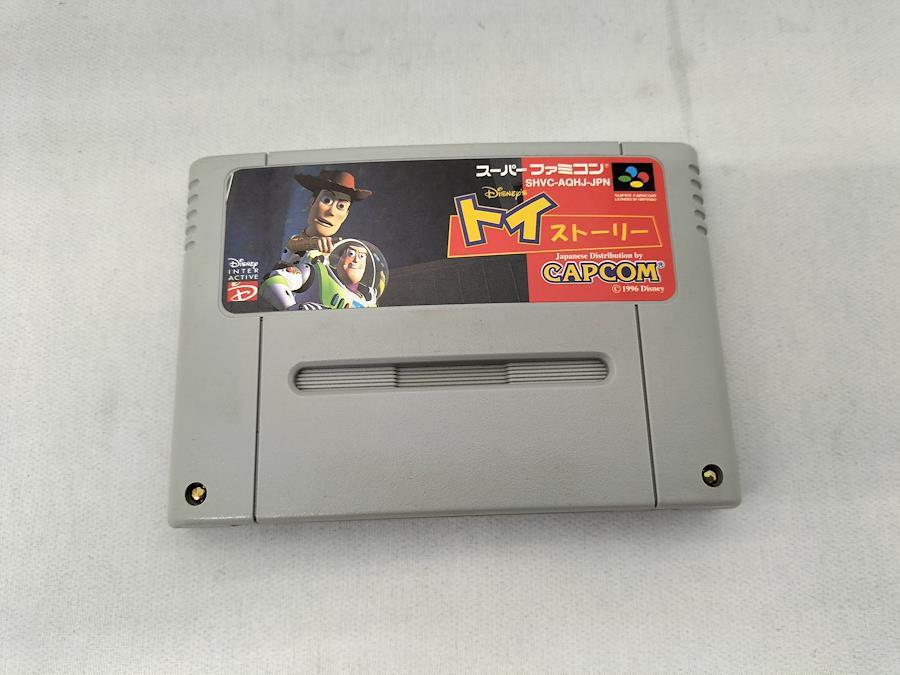 スーパーファミコン®
SHVC-AQHJ-JPN
SUPER FAMICOM
LICENSED BY NINTENDO
DISNEY'S
トイ
ストーリー
Japanese Distribution by
CAPCOM®
© 1996 Disney
DISNEY
INTER
ACTIVE
D